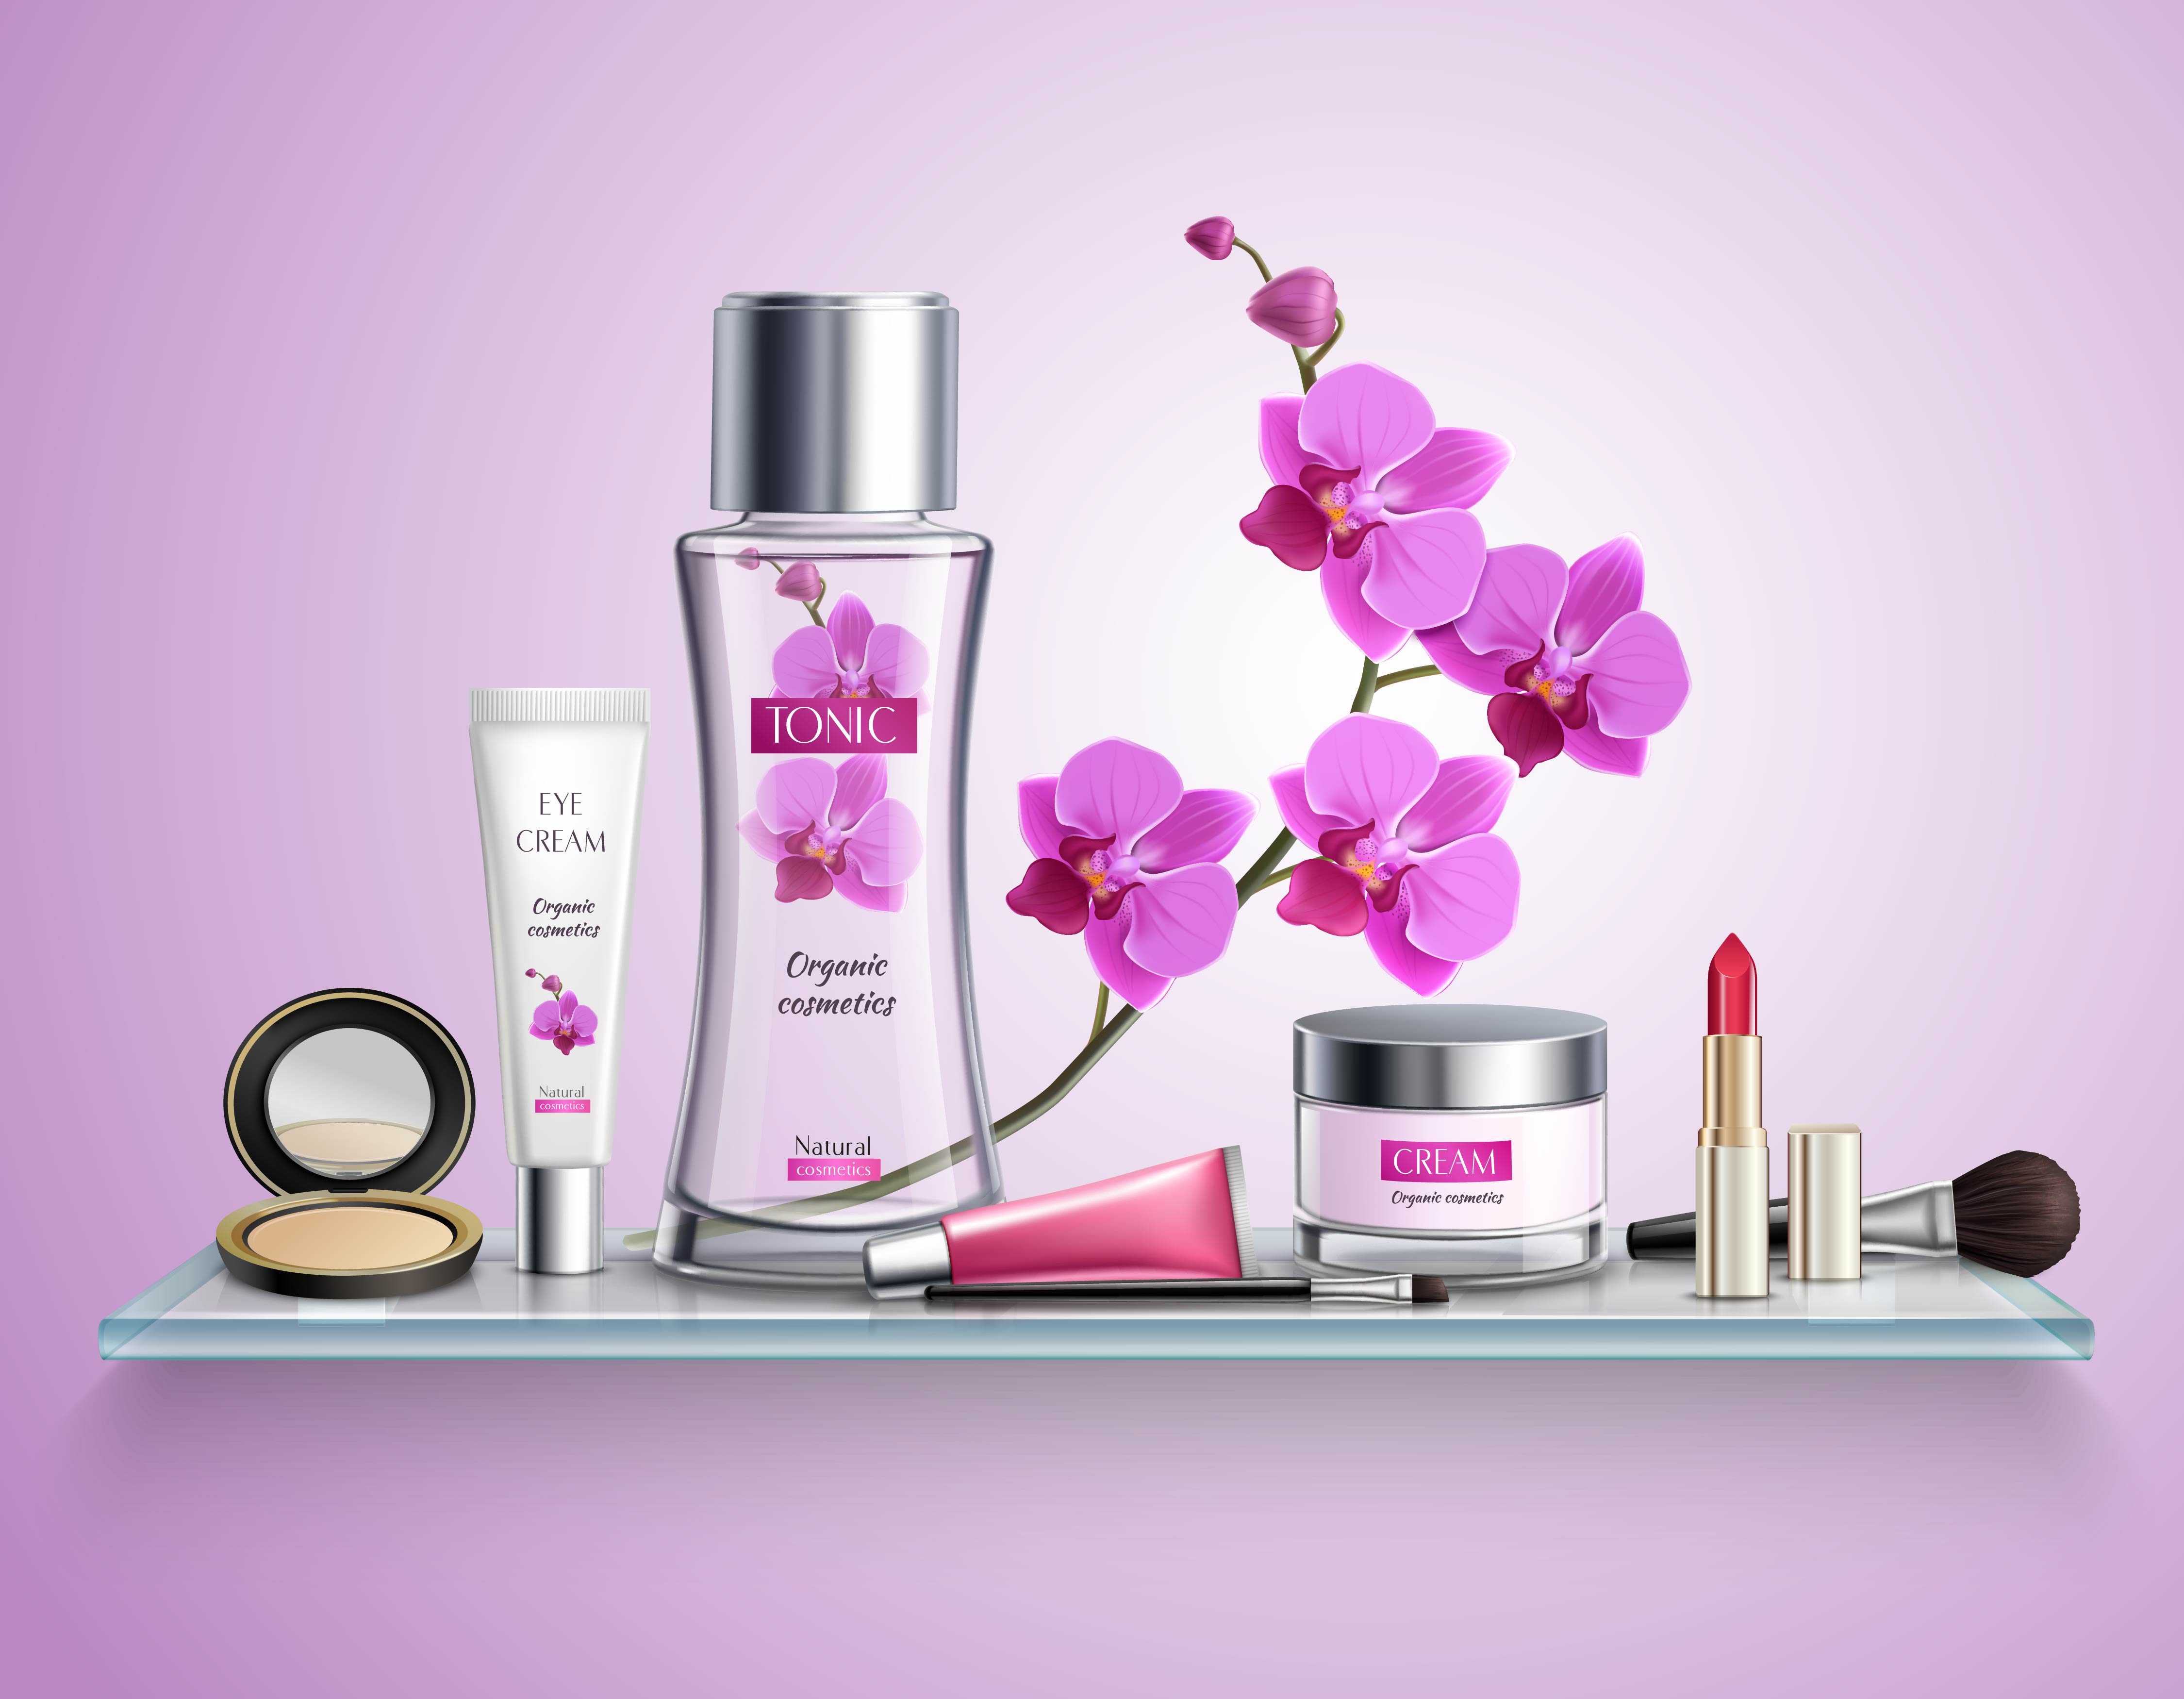 EYE
CREAM
Organic
cosmetics
Natural
cosmetics
TONIC
Organic
cosmetics
Natural
cosmetics
CREAM
Organic cosmetics